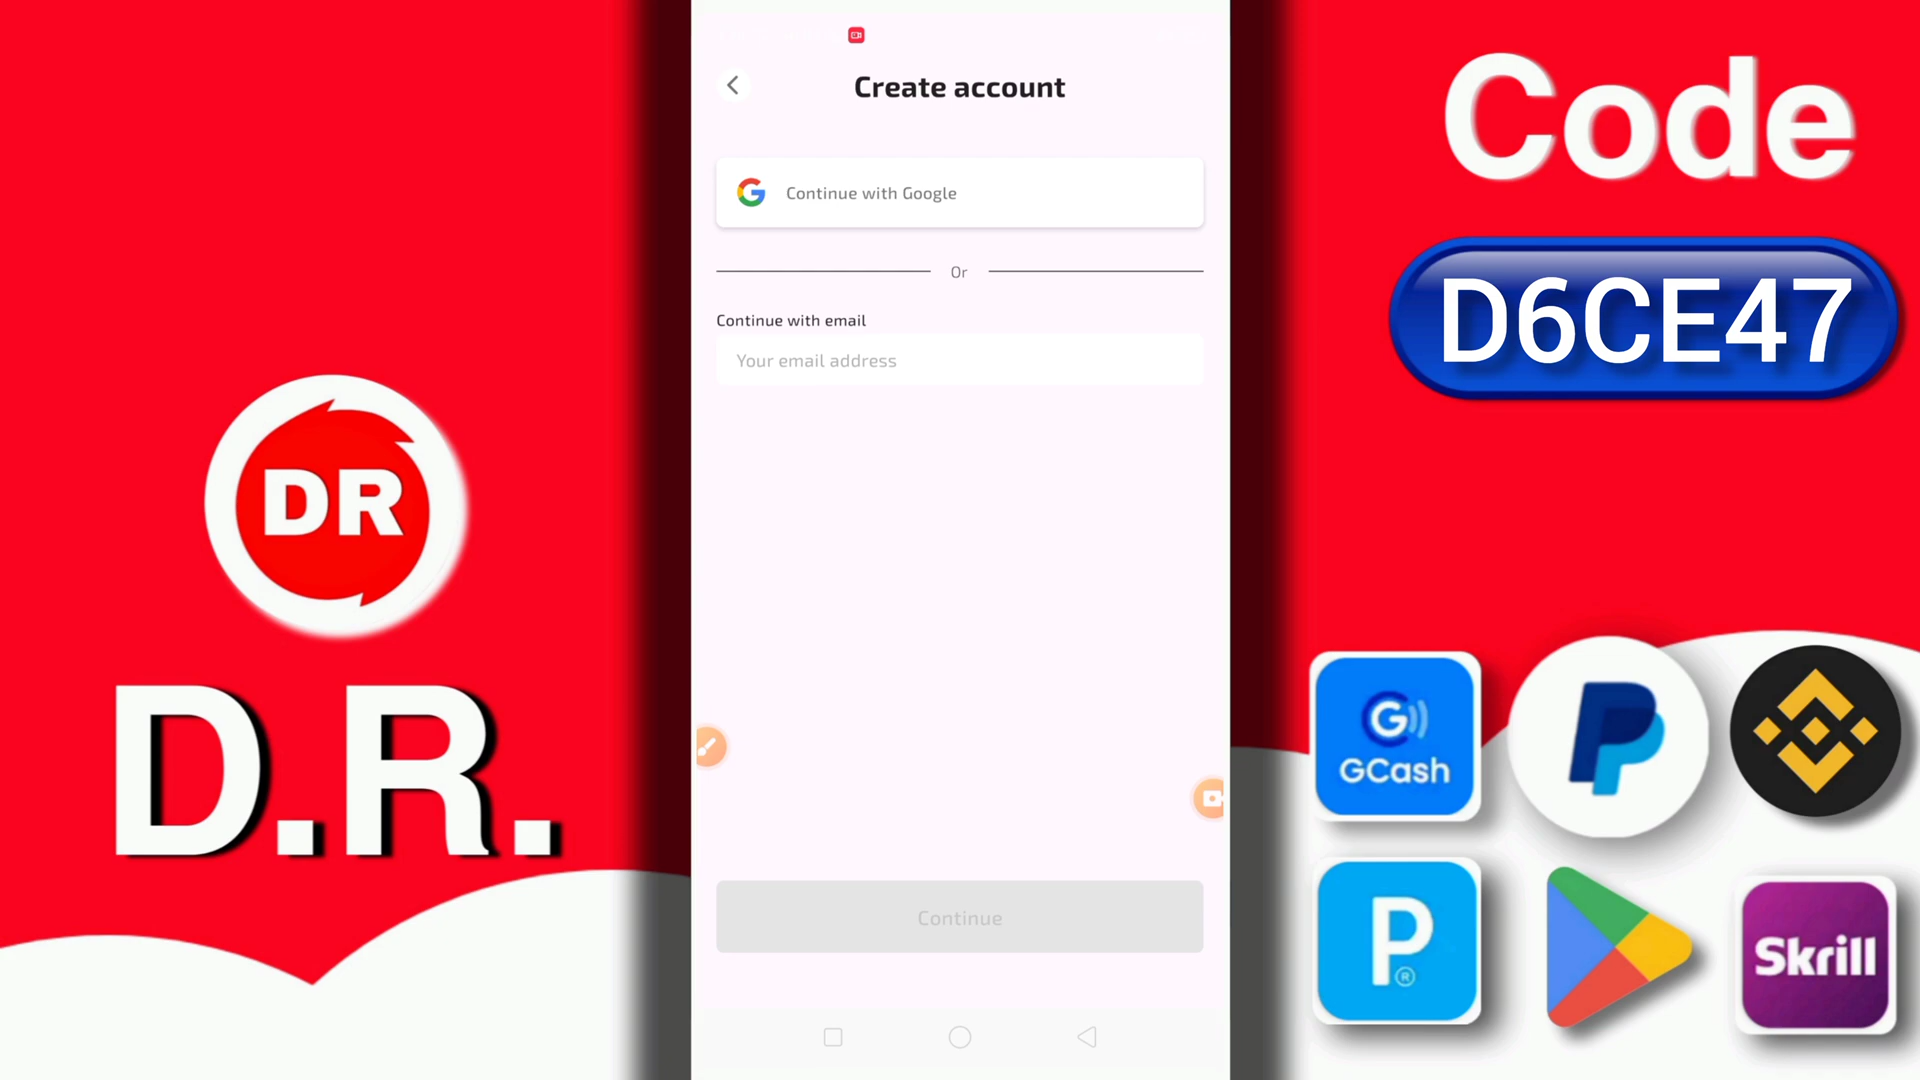 Create account
Continue with Google
Or
Continue with email
Your email address
Continue
DR
D.R.
Code
D6CE47
GCash
P®
Skrill